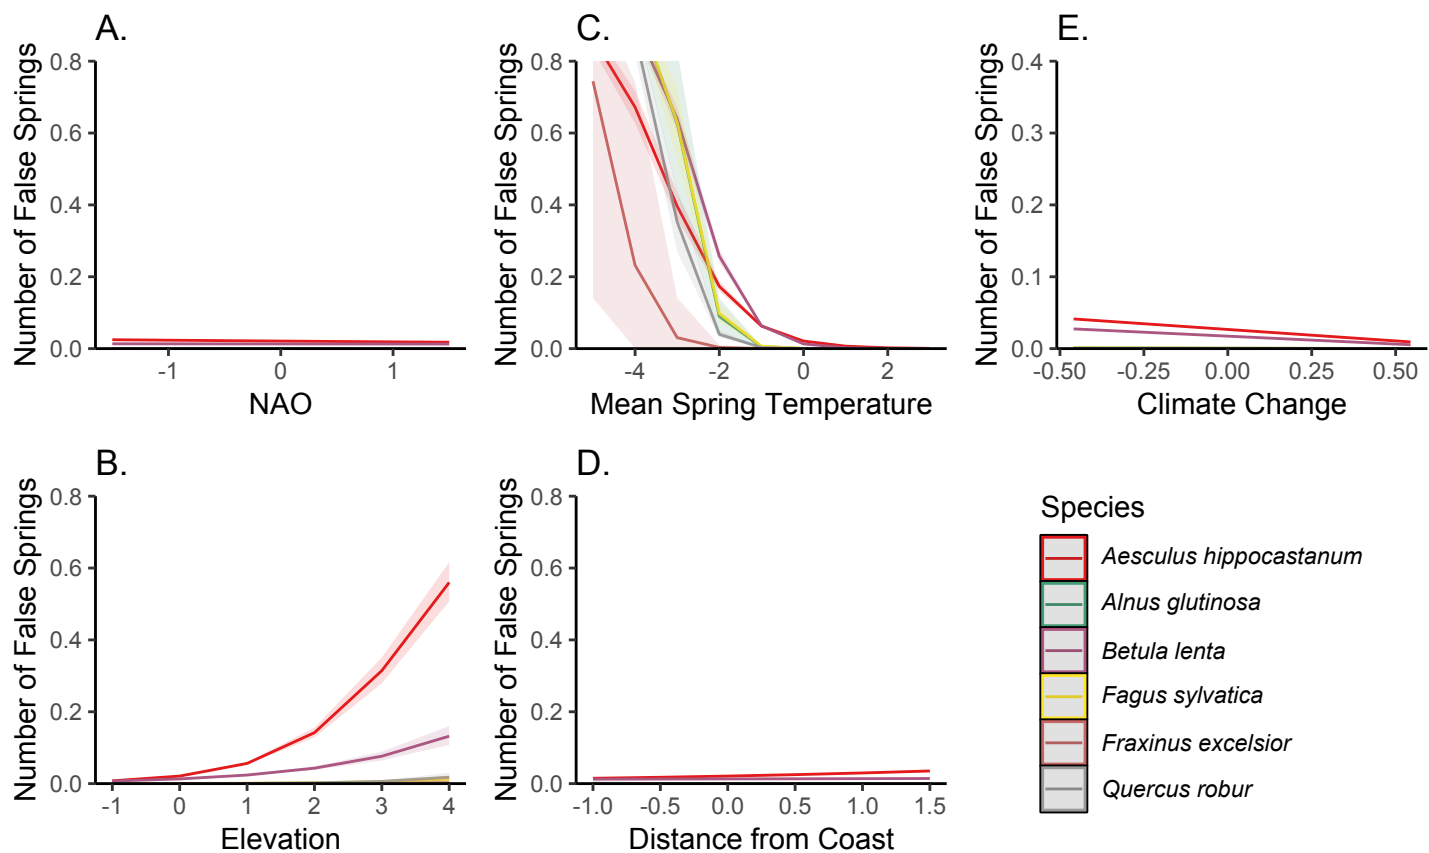 A.
Number of False Springs
0.8
0.6
0.4
0.2
0.0
-1
0
1
NAO
C.
Number of False Springs
0.8
0.6
0.4
0.2
0.0
-4
-2
0
2
Mean Spring Temperature
E.
Number of False Springs
0.4
0.3
0.2
0.1
0.0
-0.50
-0.25
0.00
0.25
0.50
Climate Change
B.
Number of False Springs
0.8
0.6
0.4
0.2
0.0
-1
0
1
2
3
4
Elevation
D.
Number of False Springs
0.8
0.6
0.4
0.2
0.0
-1.0
-0.5
0.0
0.5
1.0
1.5
Distance from Coast
Species
Aesculus hippocastanum
Alnus glutinosa
Betula lenta
Fagus sylvatica
Fraxinus excelsior
Quercus robur